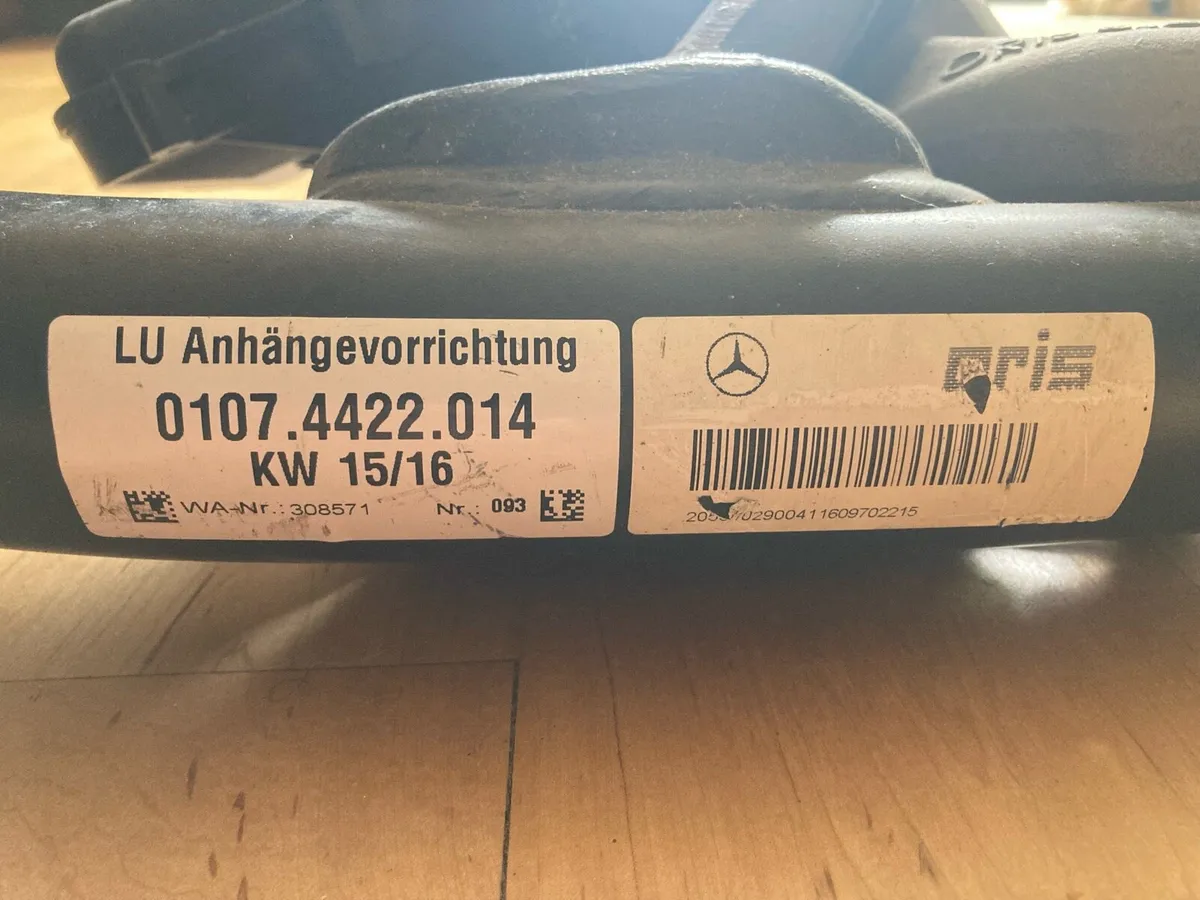 LU Anhängevorrichtung
0107.4422.014
KW 15/16
WA-Nr.: 308571 Nr.: 093
oris